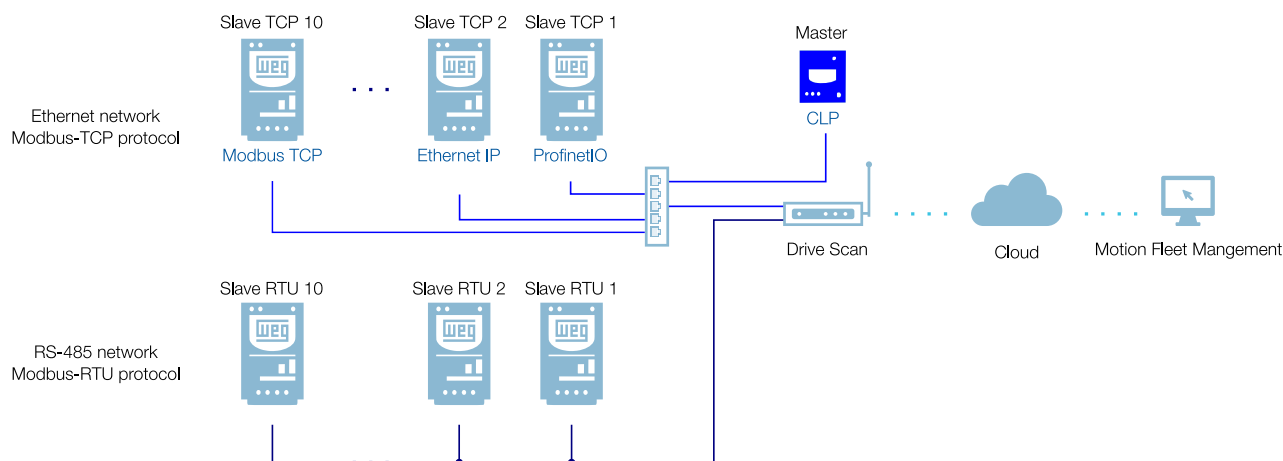 Slave TCP 10
Slave TCP 2
Slave TCP 1
Master
weg
weg
weg
Ethernet network
Modbus-TCP protocol
CLP
Modbus TCP
Ethernet IP
ProfinetIO
Drive Scan
Cloud
Motion Fleet Mangement
Slave RTU 10
Slave RTU 2
Slave RTU 1
weg
weg
weg
RS-485 network
Modbus-RTU protocol